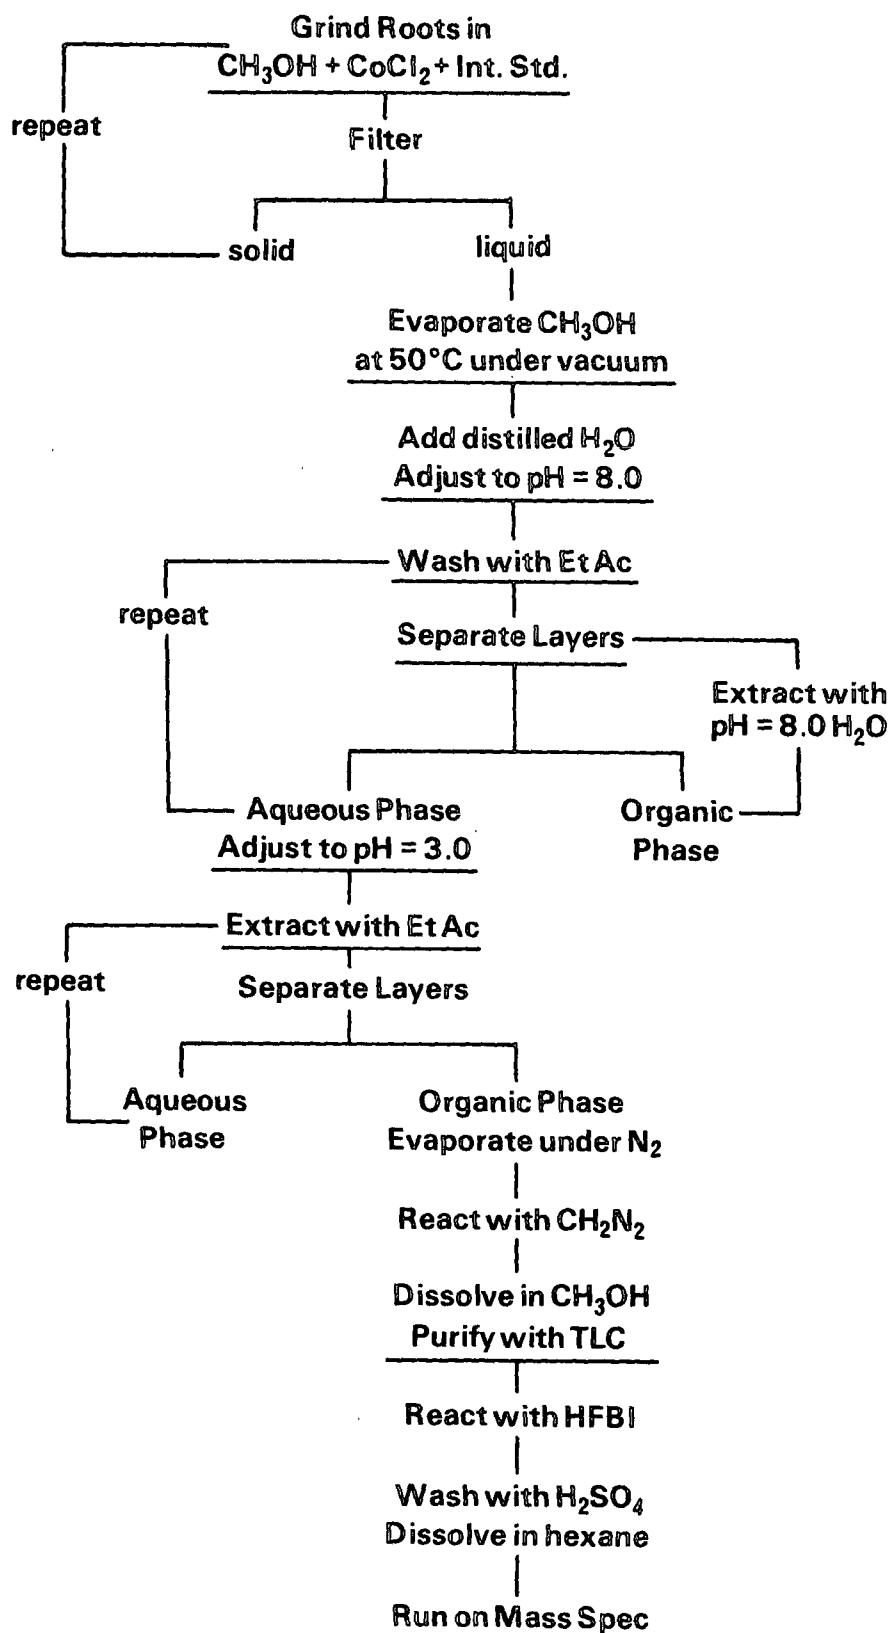 Grind Roots in
CH₃OH + CoCl₂ + Int. Std.
repeat
Filter
solid
liquid
Evaporate CH₃OH
at 50°C under vacuum
Add distilled H₂O
Adjust to pH = 8.0
Wash with Et Ac
repeat
Separate Layers
Extract with
pH = 8.0 H₂O
Aqueous Phase
Adjust to pH = 3.0
Organic
Phase
Extract with Et Ac
repeat
Separate Layers
Aqueous
Phase
Organic Phase
Evaporate under N₂
React with CH₂N₂
Dissolve in CH₃OH
Purify with TLC
React with HFBI
Wash with H₂SO₄
Dissolve in hexane
Run on Mass Spec